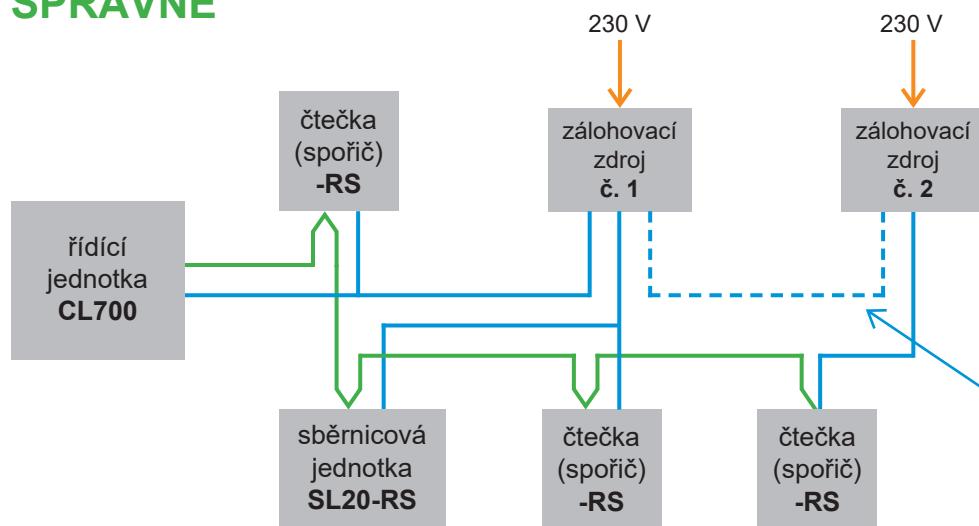 SPRÁVNĚ
230 V
230 V
čtečka
(spořič)
-RS
zálohovací
zdroj
č. 1
zálohovací
zdroj
č. 2
řídící
jednotka
CL700
sběrnicová
jednotka
SL20-RS
čtečka
(spořič)
-RS
čtečka
(spořič)
-RS